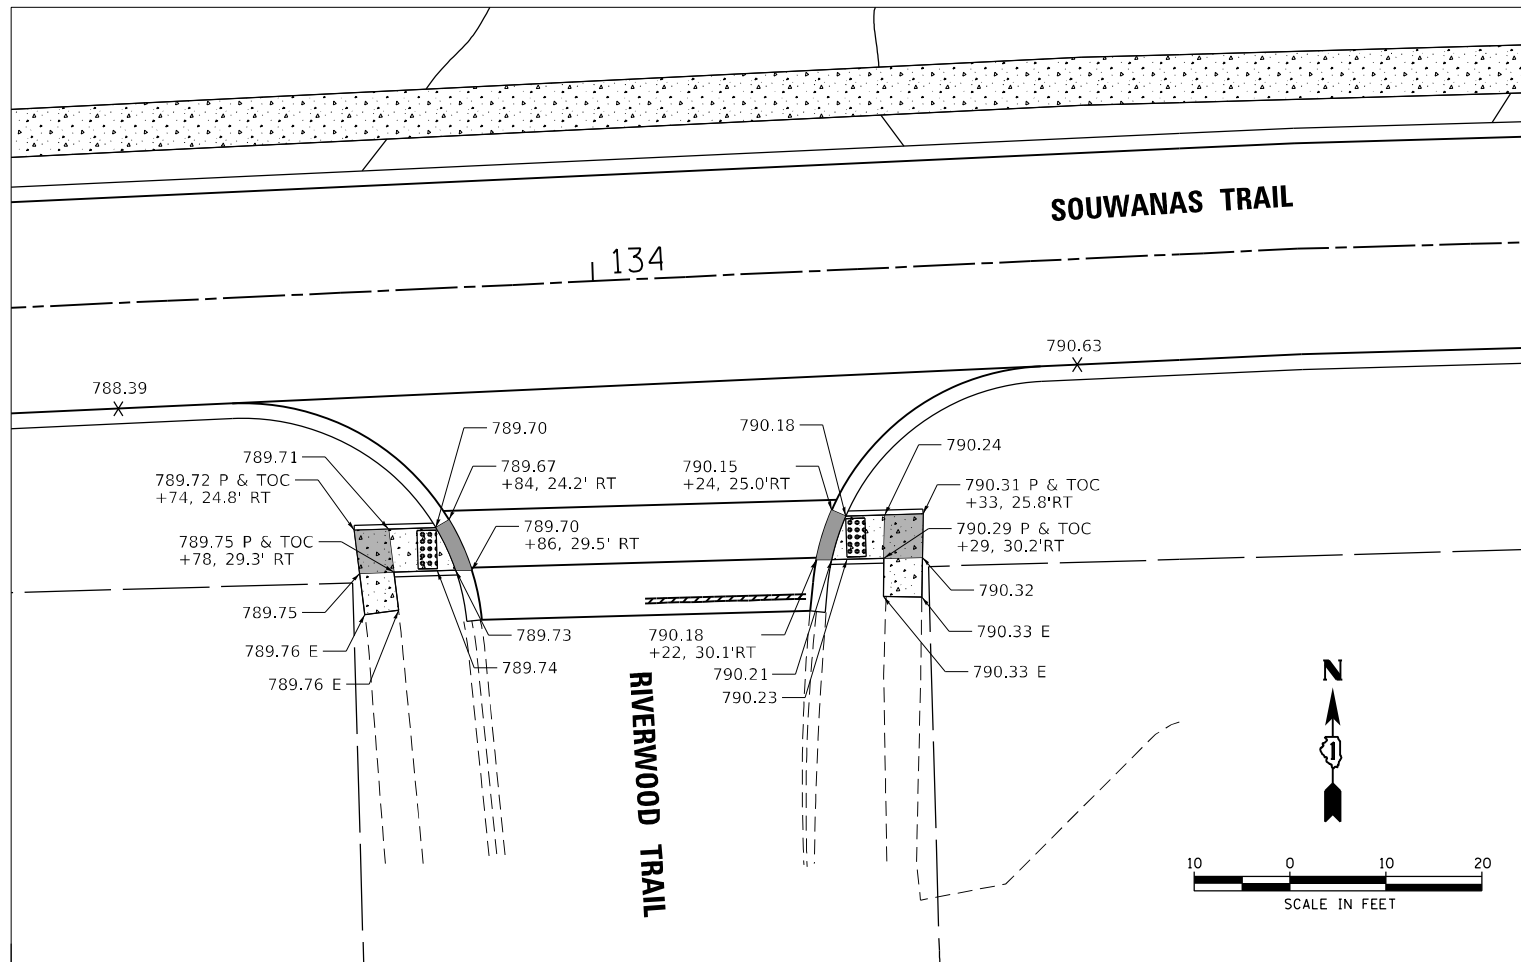 SOUWANAS TRAIL
134
790.63
788.39
789.70
790.18
790.24
789.71
789.72 P & TOC
+74, 24.8' RT
789.67
+84, 24.2' RT
790.15
+24, 25.0'RT
790.31 P & TOC
+33, 25.8'RT
789.75 P & TOC
+78, 29.3' RT
789.70
+86, 29.5' RT
790.29 P & TOC
+29, 30.2'RT
789.75
790.32
789.76 E
789.73
790.18
+22, 30.1'RT
790.33 E
789.76 E
789.74
790.21
790.33 E
790.23
RIVERWOOD TRAIL
N
1
10 0 10 20
SCALE IN FEET